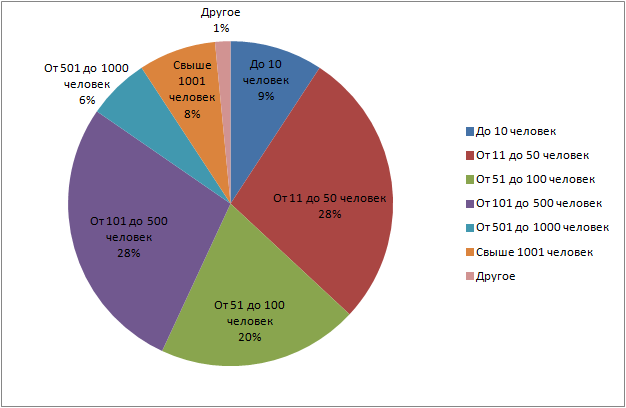 Другое
1%
До 10
человек
9%
От 11 до 50 человек
28%
От 51 до 100
человек
20%
От 101 до 500
человек
28%
От 501 до 1000
человек
6%
Свыше
1001
человек
8%
До 10 человек
От 11 до 50 человек
От 51 до 100 человек
От 101 до 500 человек
От 501 до 1000 человек
Свыше 1001 человек
Другое